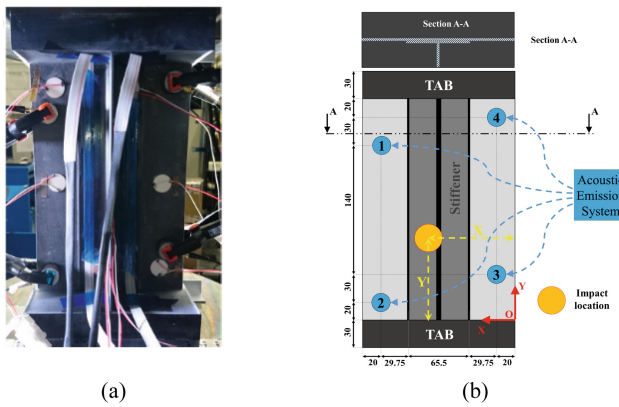 Section A-A
Section A-A
TAB
30
20
30
140
30
20
30
A
A
4
1
Stiffener
Acoustic
Emission
System
X
Y
3
2
Y
O
X
Impact
location
TAB
20
29.75
65.5
29.75
20
(a)
(b)